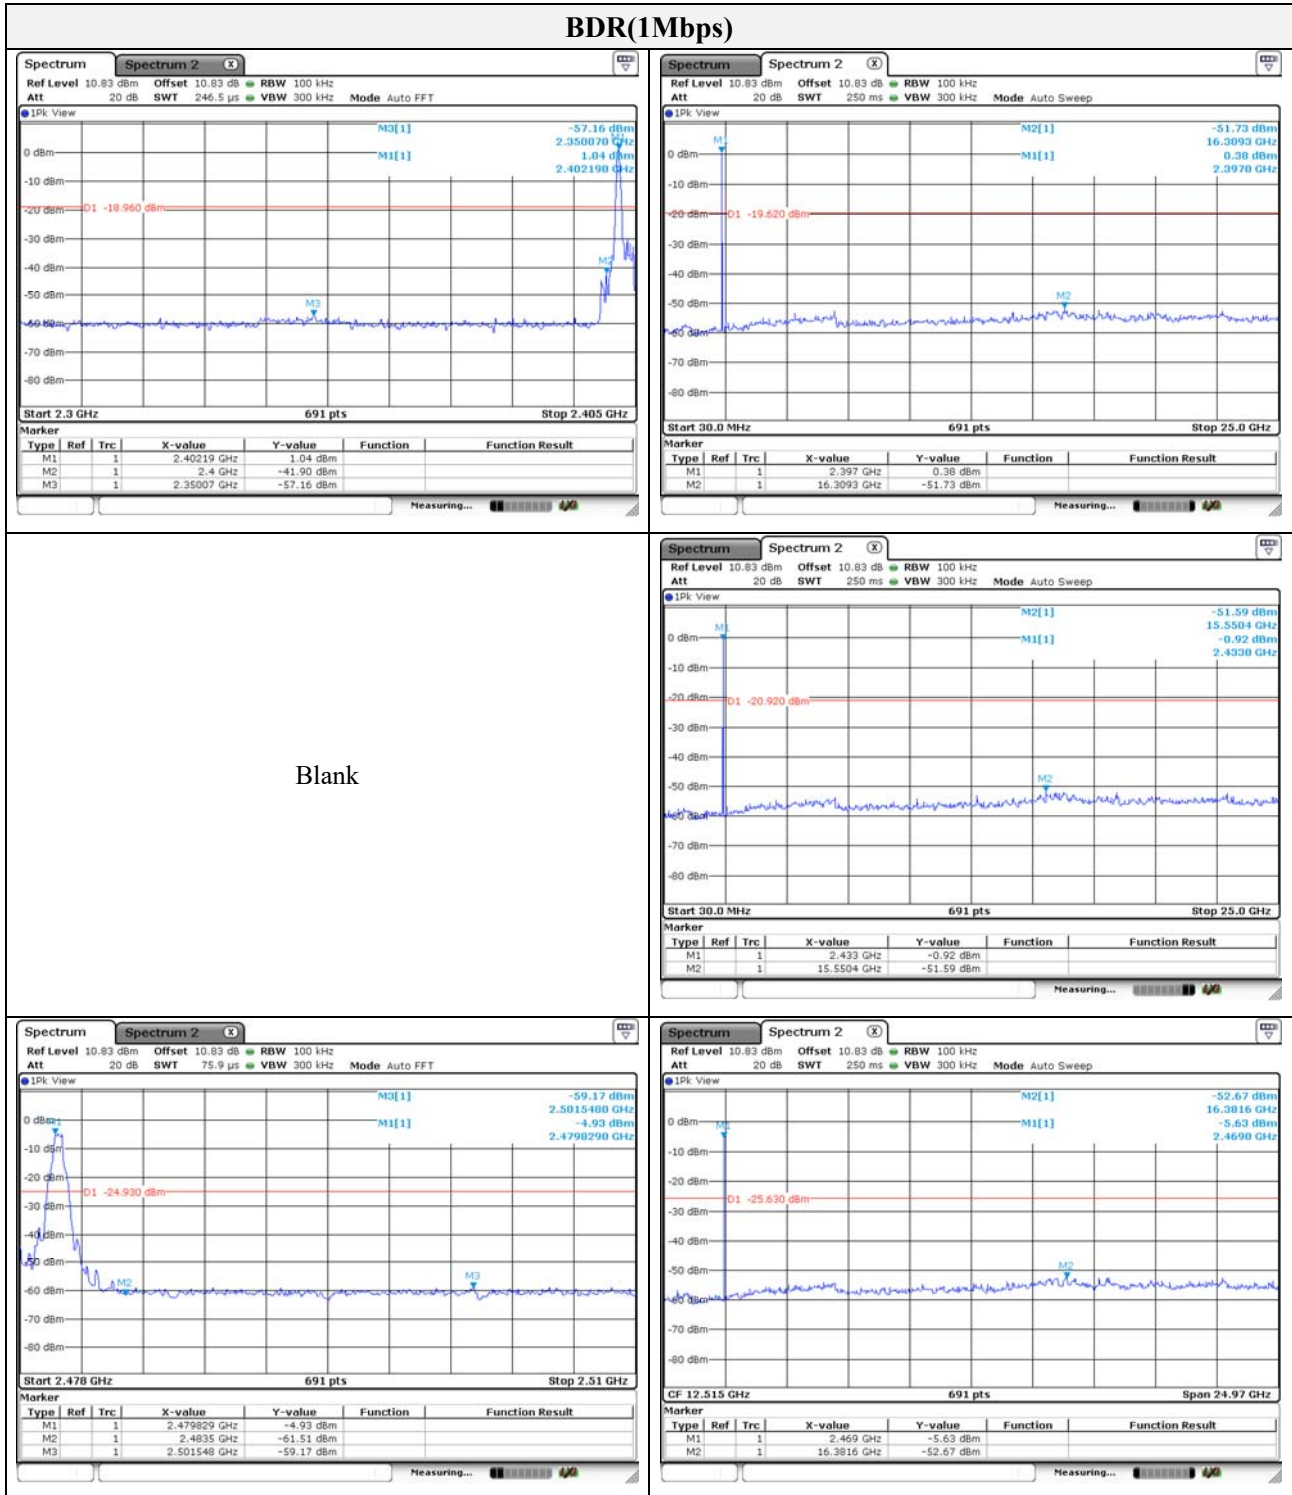 BDR(1Mbps)
Spectrum Spectrum 2 X
Ref Level 10.83 dBm Offset 10.83 dB RBW 100 kHz
Att 20 dB SWT 246.5 µs VBW 300 kHz Mode Auto FFT
1Pk View
M3[1] -57.16 dBm
2.350070 GHz
M1
0 dBm
M1[1] 1.04 dBm
2.402190 GHz
-10 dBm
-20 dBm D1 -18.960 dBm
-30 dBm
-40 dBm M2
-50 dBm
M3
-60 dBm
-70 dBm
-80 dBm
Start 2.3 GHz 691 pts Stop 2.405 GHz
Marker
Type Ref Trc X-value Y-value Function Function Result
M1 1 2.40219 GHz 1.04 dBm
M2 1 2.4 GHz -41.90 dBm
M3 1 2.35007 GHz -57.16 dBm
Measuring...
Spectrum Spectrum 2 X
Ref Level 10.83 dBm Offset 10.83 dB RBW 100 kHz
Att 20 dB SWT 250 ms VBW 300 kHz Mode Auto Sweep
1Pk View
M2[1] -51.73 dBm
16.3093 GHz
M1
0 dBm M1[1] 0.38 dBm
2.3970 GHz
-10 dBm
-20 dBm D1 -19.620 dBm
-30 dBm
-40 dBm
-50 dBm M2
-60 dBm
-70 dBm
-80 dBm
Start 30.0 MHz 691 pts Stop 25.0 GHz
Marker
Type Ref Trc X-value Y-value Function Function Result
M1 1 2.397 GHz 0.38 dBm
M2 1 16.3093 GHz -51.73 dBm
Measuring...
Blank
Spectrum Spectrum 2 X
Ref Level 10.83 dBm Offset 10.83 dB RBW 100 kHz
Att 20 dB SWT 250 ms VBW 300 kHz Mode Auto Sweep
1Pk View
M2[1] -51.59 dBm
15.5504 GHz
M1
0 dBm M1[1] -0.92 dBm
2.4330 GHz
-10 dBm
-20 dBm D1 -20.920 dBm
-30 dBm
-40 dBm
-50 dBm M2
-60 dBm
-70 dBm
-80 dBm
Start 30.0 MHz 691 pts Stop 25.0 GHz
Marker
Type Ref Trc X-value Y-value Function Function Result
M1 1 2.433 GHz -0.92 dBm
M2 1 15.5504 GHz -51.59 dBm
Measuring...
Spectrum Spectrum 2 X
Ref Level 10.83 dBm Offset 10.83 dB RBW 100 kHz
Att 20 dB SWT 75.9 µs VBW 300 kHz Mode Auto FFT
1Pk View
M3[1] -59.17 dBm
2.5015480 GHz
0 dBm M1 M1[1] -4.93 dBm
2.4798290 GHz
-10 dBm
-20 dBm
D1 -24.930 dBm
-30 dBm
-40 dBm
-50 dBm
M2 M3
-60 dBm
-70 dBm
-80 dBm
Start 2.478 GHz 691 pts Stop 2.51 GHz
Marker
Type Ref Trc X-value Y-value Function Function Result
M1 1 2.479829 GHz -4.93 dBm
M2 1 2.4835 GHz -61.51 dBm
M3 1 2.501548 GHz -59.17 dBm
Measuring...
Spectrum Spectrum 2 X
Ref Level 10.83 dBm Offset 10.83 dB RBW 100 kHz
Att 20 dB SWT 250 ms VBW 300 kHz Mode Auto Sweep
1Pk View
M2[1] -52.67 dBm
16.3816 GHz
0 dBm M1 M1[1] -5.63 dBm
2.4690 GHz
-10 dBm
-20 dBm
D1 -25.630 dBm
-30 dBm
-40 dBm
-50 dBm M2
-60 dBm
-70 dBm
-80 dBm
CF 12.515 GHz 691 pts Span 24.97 GHz
Marker
Type Ref Trc X-value Y-value Function Function Result
M1 1 2.469 GHz -5.63 dBm
M2 1 16.3816 GHz -52.67 dBm
Measuring...